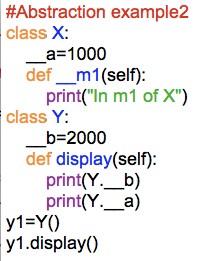 #Abstraction example2
class X:
    __a=1000
    def __m1(self):
        print("In m1 of X")
class Y:
    __b=2000
    def display(self):
        print(Y.__b)
        print(Y.__a)
y1=Y()
y1.display()